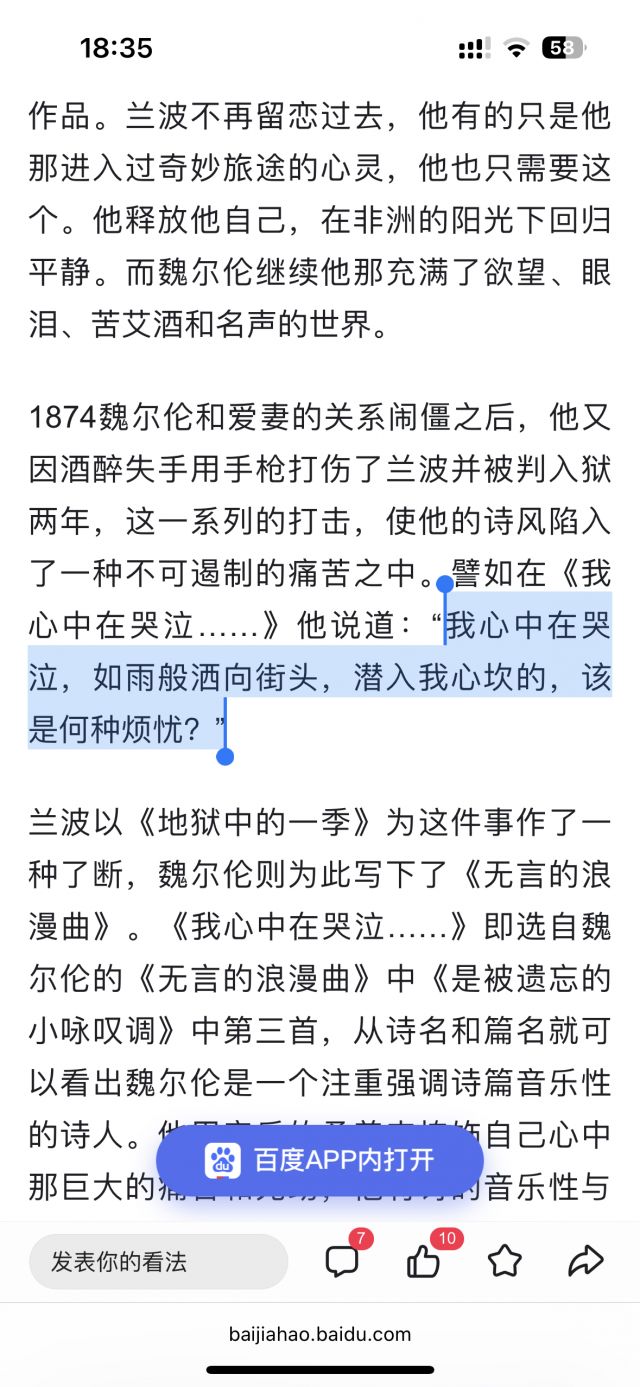 18:35
58
作品。兰波不再留恋过去，他有的只是他
那进入过奇妙旅途的心灵，他也只需要这
个。他释放他自己，在非洲的阳光下回归
平静。而魏尔伦继续他那充满了欲望、眼
泪、苦艾酒和名声的世界。
1874魏尔伦和爱妻的关系闹僵之后，他又
因酒醉失手用手枪打伤了兰波并被判入狱
两年，这一系列的打击，使他的诗风陷入
了一种不可遏制的痛苦之中。譬如在《我
心中在哭泣……》他说道：“我心中在哭
泣，如雨般洒向街头，潜入我心坎的，该
是何种烦忧？”
兰波以《地狱中的一季》为这件事作了一
种了断，魏尔伦则为此写下了《无言的浪
漫曲》。《我心中在哭泣……》即选自魏
尔伦的《无言的浪漫曲》中《是被遗忘的
小咏叹调》中第三首，从诗名和篇名就可
以看出魏尔伦是一个注重强调诗篇音乐性
的诗人。自己心中
那巨大的音乐性与
du 百度APP内打开
发表你的看法
7
10
baijiahao.baidu.com